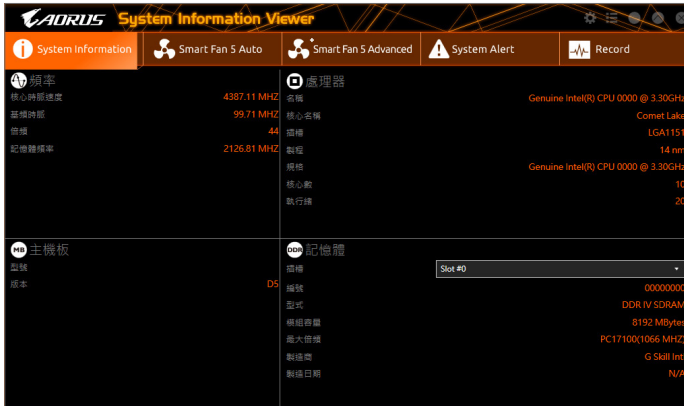 AORUS System Information Viewer
System Information
Smart Fan 5 Auto
Smart Fan 5 Advanced
System Alert
Record
頻率
核心時脈速度 4387.11 MHZ
基頻時脈 99.71 MHZ
倍頻 44
記憶體頻率 2126.81 MHZ
處理器
名稱 Genuine Intel(R) CPU 0000 @ 3.30GHz
核心名稱 Comet Lake
插槽 LGA1151
製程 14 nm
規格 Genuine Intel(R) CPU 0000 @ 3.30GHz
核心數 10
執行緒 20
MB 主機板
型號
版本 D5
DDR 記憶體
插槽 Slot #0
編號 00000000
型式 DDR IV SDRAM
模組容量 8192 MBytes
最大倍頻 PC17100(1066 MHZ)
製造商 G Skill Intl
製造日期 N/A